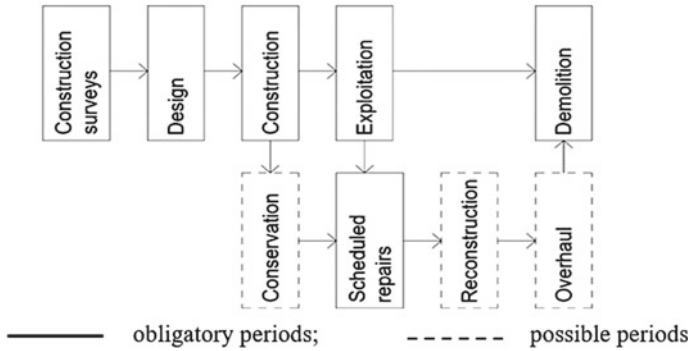 Construction
surveys
Design
Construction
Exploitation
Demolition
Conservation
Scheduled
repairs
Reconstruction
Overhaul
obligatory periods;
possible periods